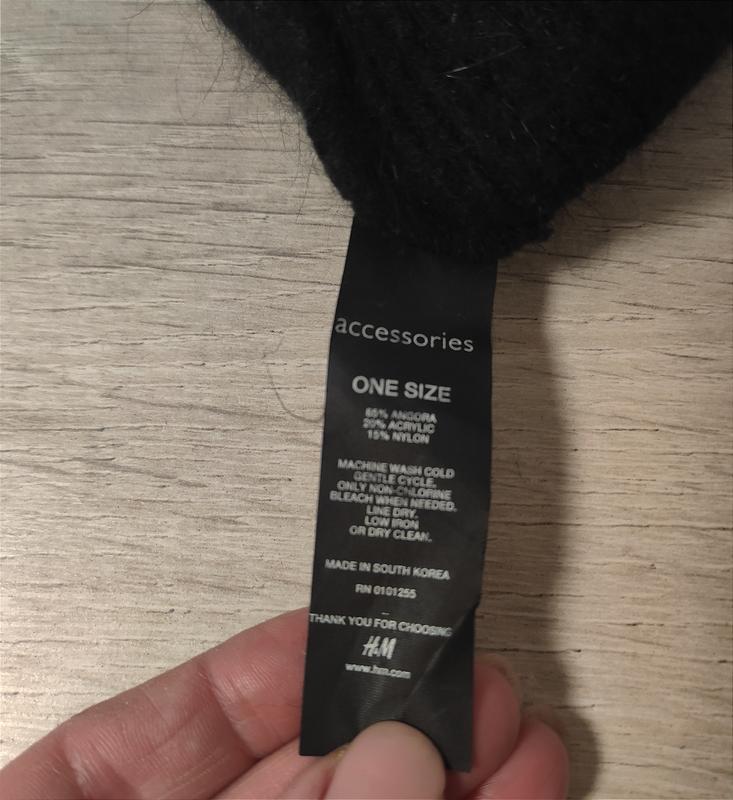 accessories
ONE SIZE
65% ANGORA
20% ACRYLIC
15% NYLON
MACHINE WASH COLD
GENTLE CYCLE.
ONLY NON-CHLORINE
BLEACH WHEN NEEDED.
LINE DRY.
LOW IRON
OR DRY CLEAN.
MADE IN SOUTH KOREA
RN 0101255
THANK YOU FOR CHOOSING
H&M
www.hm.com